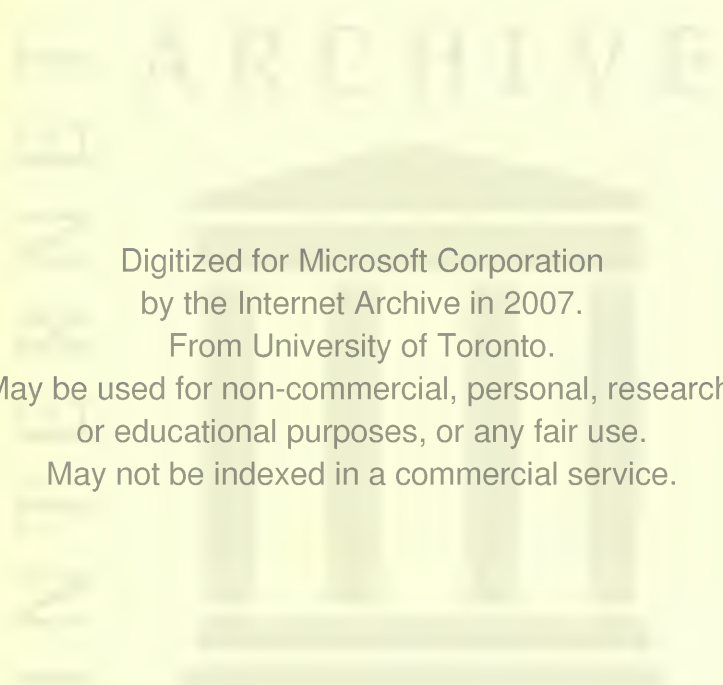 ARCHIVE
INTERNET
Digitized for Microsoft Corporation
by the Internet Archive in 2007.
From University of Toronto.
May be used for non-commercial, personal, research
or educational purposes, or any fair use.
May not be indexed in a commercial service.